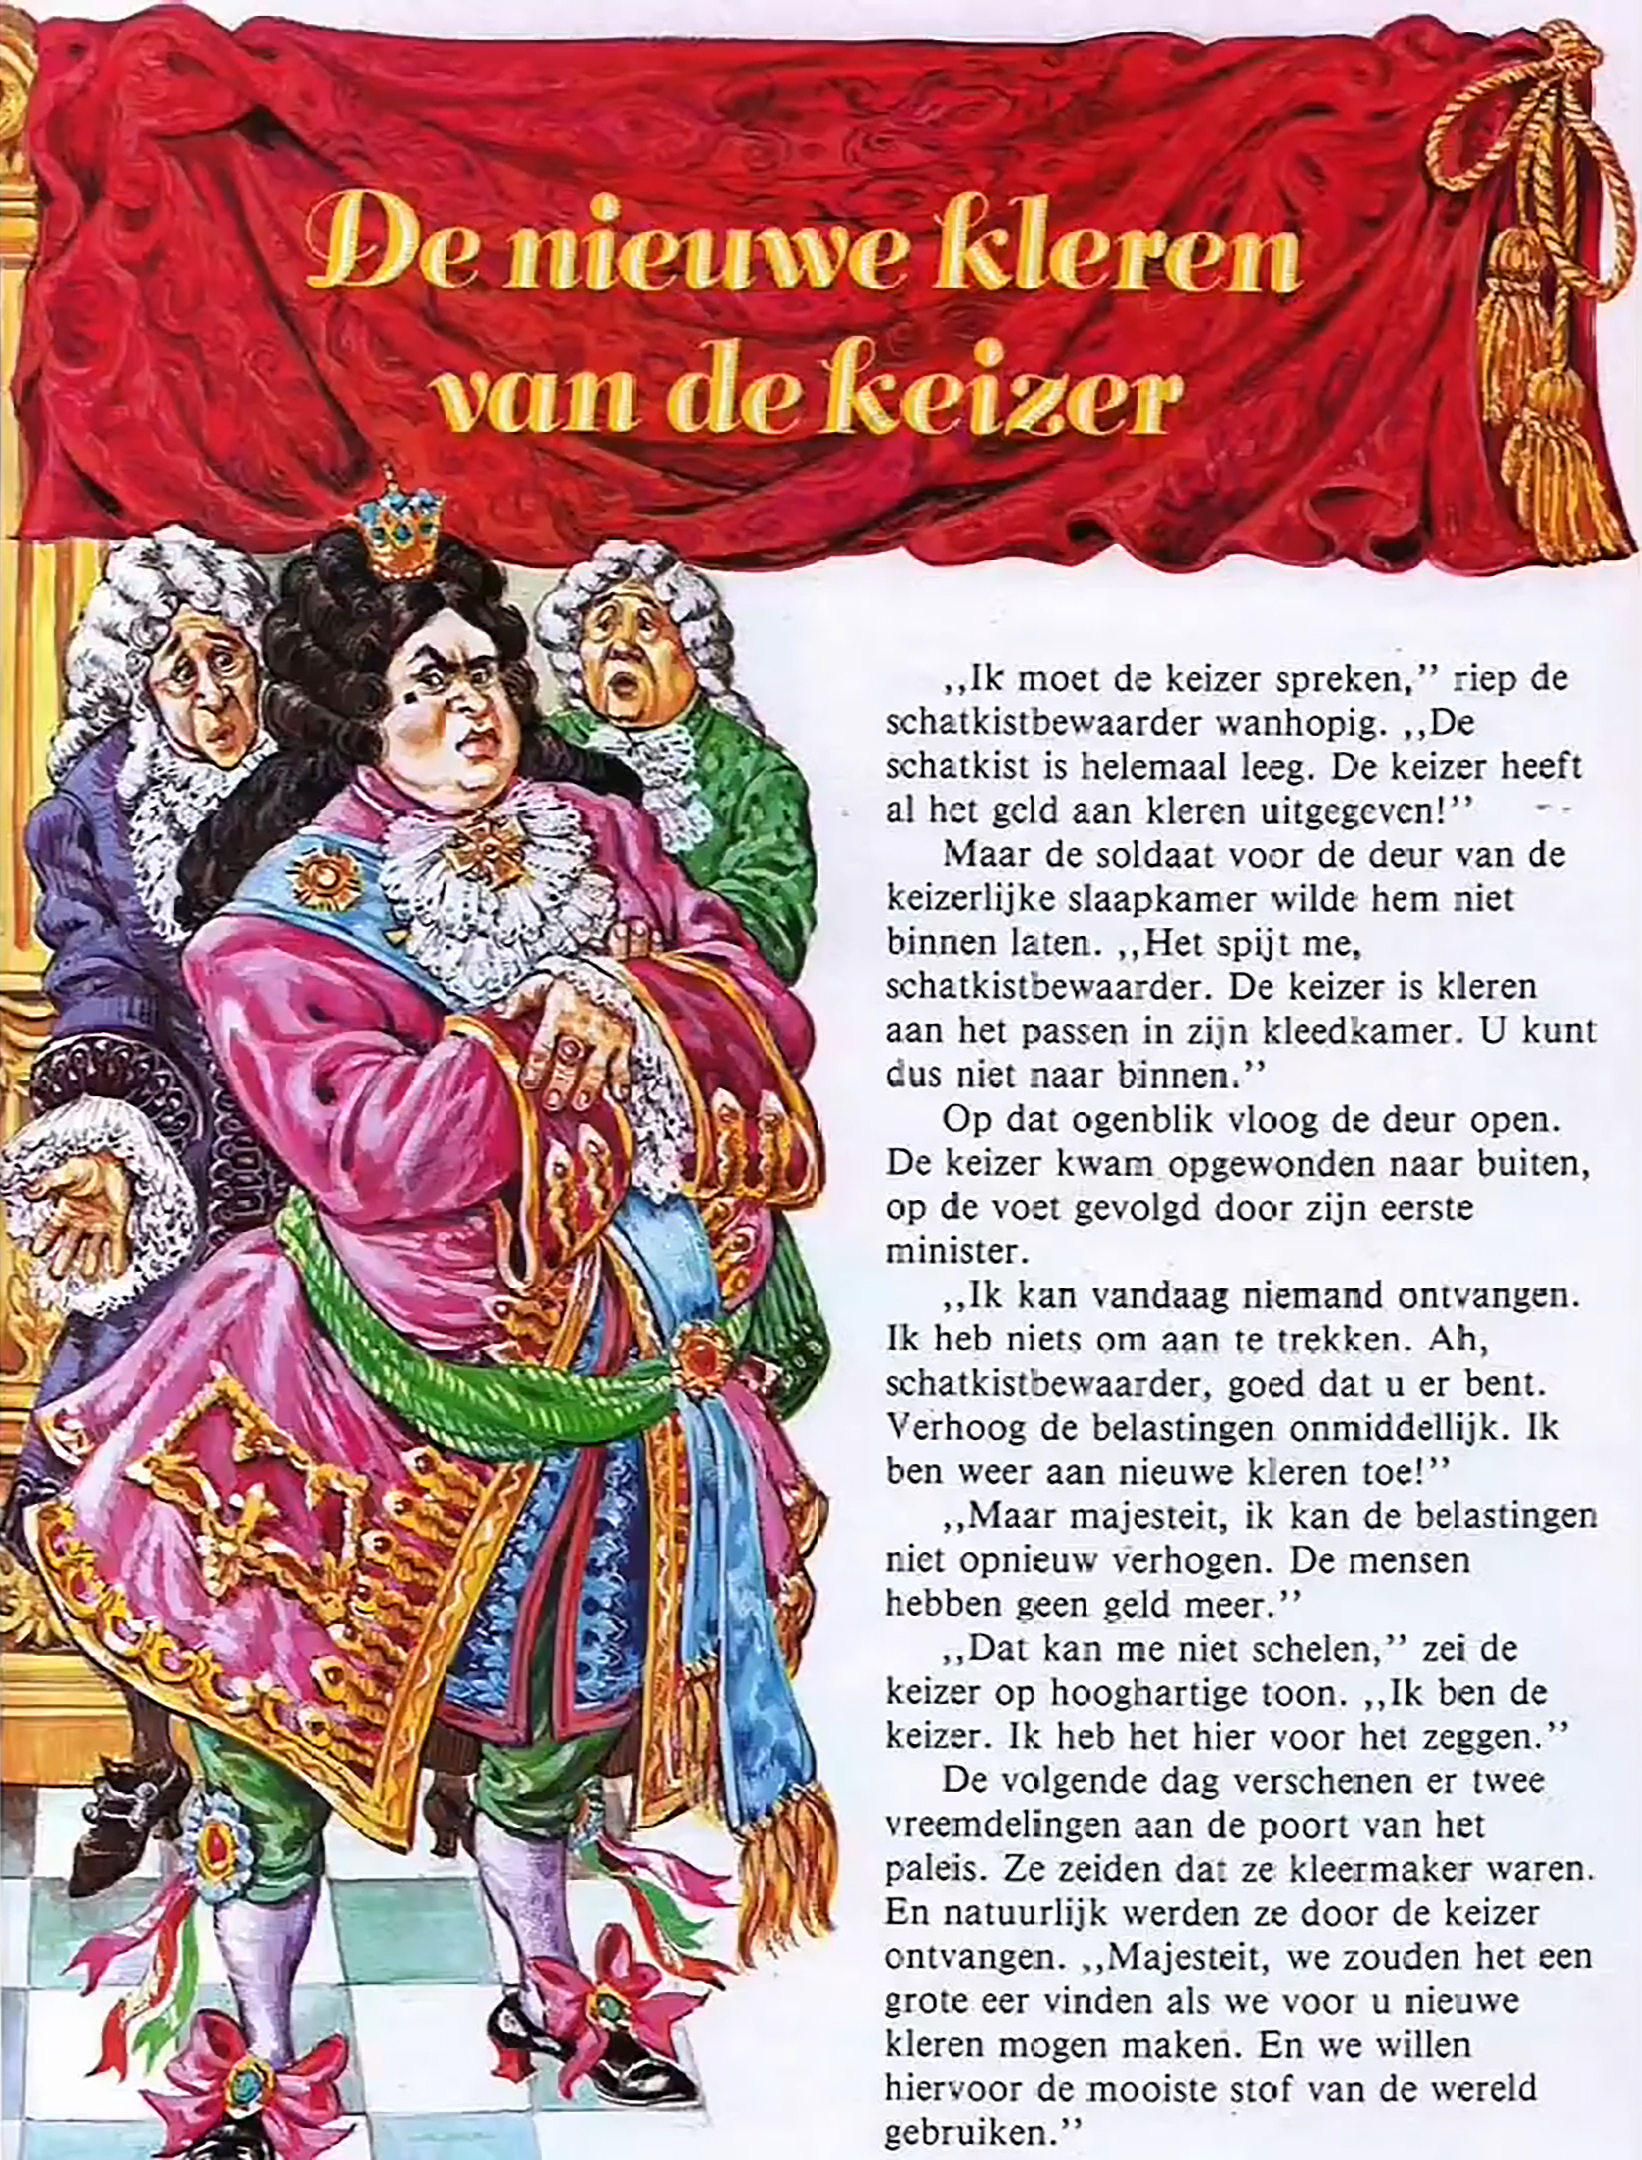 De nieuwe kleren
van de keizer
,,Ik moet de keizer spreken,” riep de
schatkistbewaarder wanhopig. ,,De
schatkist is helemaal leeg. De keizer heeft
al het geld aan kleren uitgegeven!”
Maar de soldaat voor de deur van de
keizerlijke slaapkamer wilde hem niet
binnen laten. ,,Het spijt me,
schatkistbewaarder. De keizer is kleren
aan het passen in zijn kleedkamer. U kunt
dus niet naar binnen.”
Op dat ogenblik vloog de deur open.
De keizer kwam opgewonden naar buiten,
op de voet gevolgd door zijn eerste
minister.
,,Ik kan vandaag niemand ontvangen.
Ik heb niets om aan te trekken. Ah,
schatkistbewaarder, goed dat u er bent.
Verhoog de belastingen onmiddellijk. Ik
ben weer aan nieuwe kleren toe!”
,,Maar majesteit, ik kan de belastingen
niet opnieuw verhogen. De mensen
hebben geen geld meer.”
,,Dat kan me niet schelen,” zei de
keizer op hooghartige toon. ,,Ik ben de
keizer. Ik heb het hier voor het zeggen.”
De volgende dag verschenen er twee
vreemdelingen aan de poort van het
paleis. Ze zeiden dat ze kleermaker waren.
En natuurlijk werden ze door de keizer
ontvangen. ,,Majesteit, we zouden het een
grote eer vinden als we voor u nieuwe
kleren mogen maken. En we willen
hiervoor de mooiste stof van de wereld
gebruiken.”